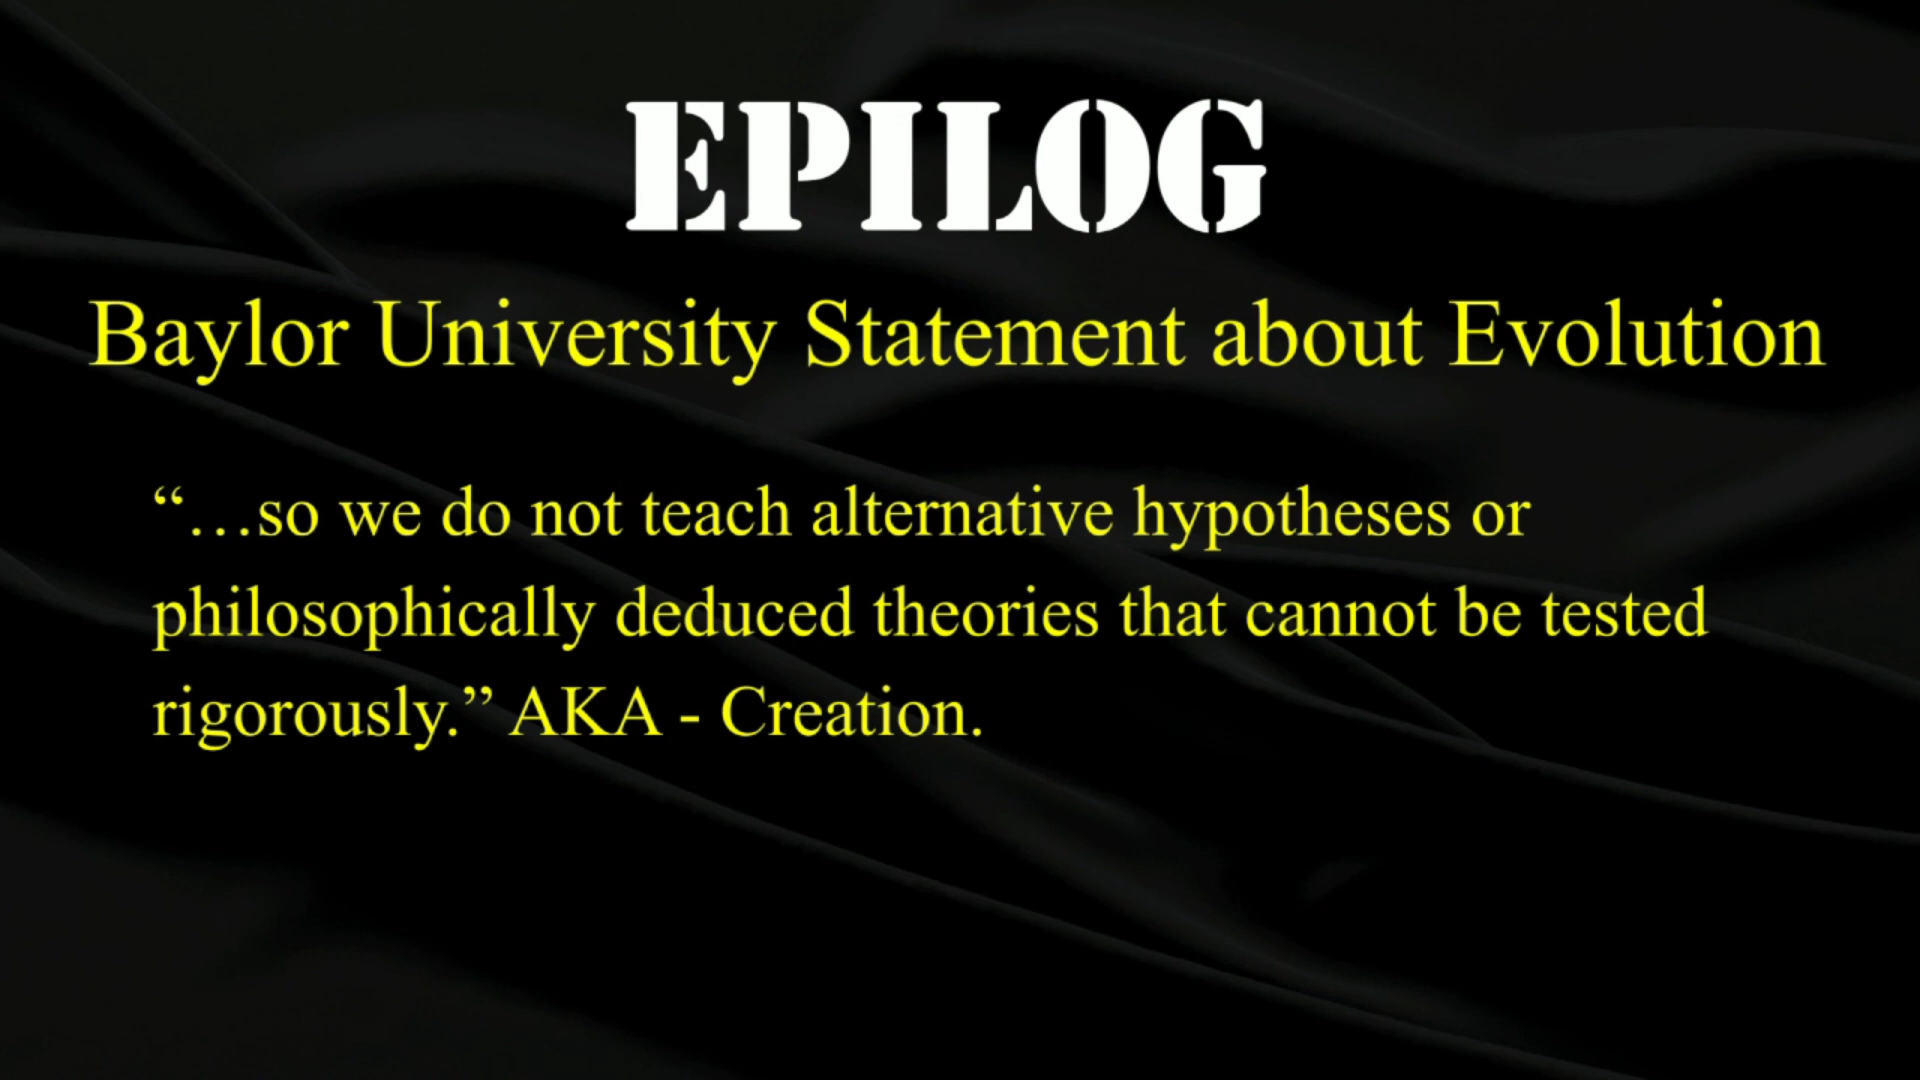 EPILOG
Baylor University Statement about Evolution
“…so we do not teach alternative hypotheses or
philosophically deduced theories that cannot be tested
rigorously.” AKA - Creation.